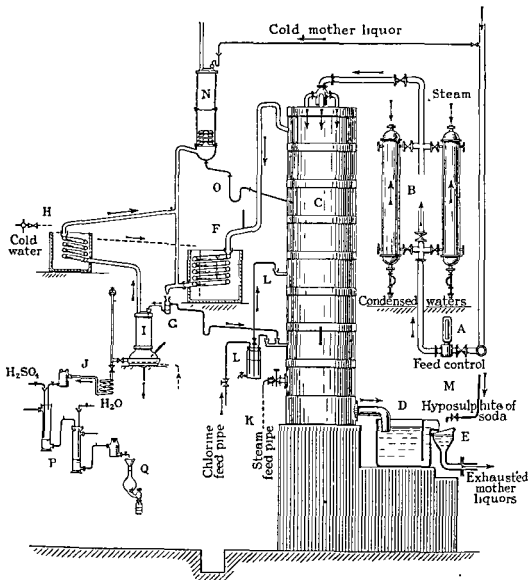 Cold mother liquor
Steam
N
H
Cold
water
O
F
C
B
L
Condensed waters
A
Feed control
G
I
L
J
H₂SO₄
H₂O
P
Q
K
Chlorine
feed pipe
Steam
feed pipe
M
D
Hyposulphite of
soda
E
Exhausted
mother
liquors